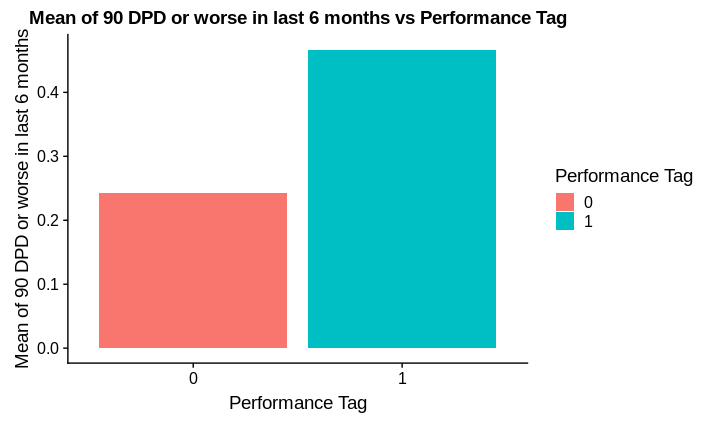 Mean of 90 DPD or worse in last 6 months vs Performance Tag
Mean of 90 DPD or worse in last 6 months
0.4
0.3
0.2
0.1
0.0
0
1
Performance Tag
Performance Tag
0
1